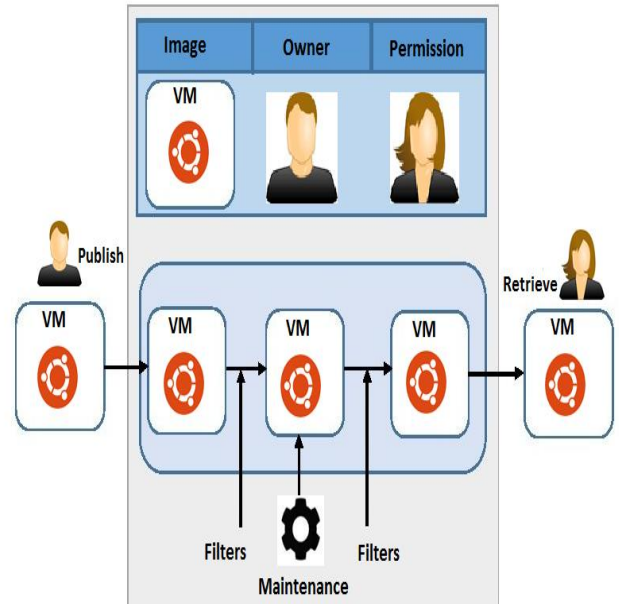 Image Owner Permission
VM
Publish
Retrieve
VM
VM
VM
VM
VM
Filters
Filters
Maintenance